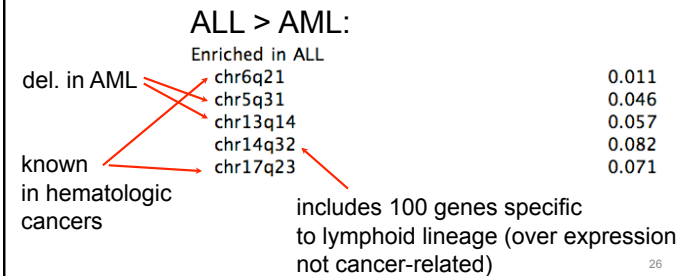 ALL > AML:
Enriched in ALL
chr6q21 0.011
del. in AML
chr5q31 0.046
chr13q14 0.057
chr14q32 0.082
known
chr17q23 0.071
in hematologic
cancers
includes 100 genes specific
to lymphoid lineage (over expression
not cancer-related)
26